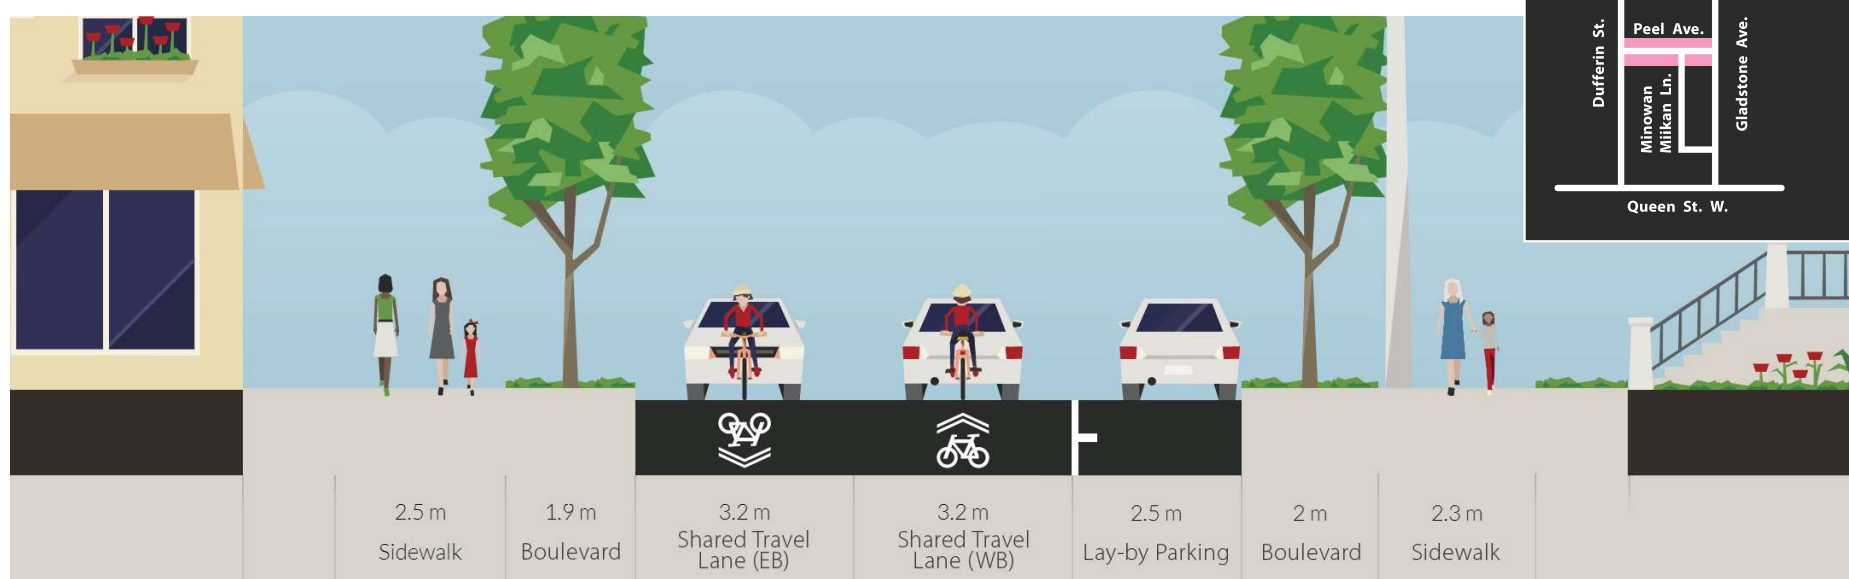 Dufferin St.
Peel Ave.
Gladstone Ave.
Minowan
Miikan Ln.
Queen St. W.
2.5 m
Sidewalk
1.9 m
Boulevard
3.2 m
Shared Travel
Lane (EB)
3.2 m
Shared Travel
Lane (WB)
2.5 m
Lay-by Parking
2 m
Boulevard
2.3 m
Sidewalk